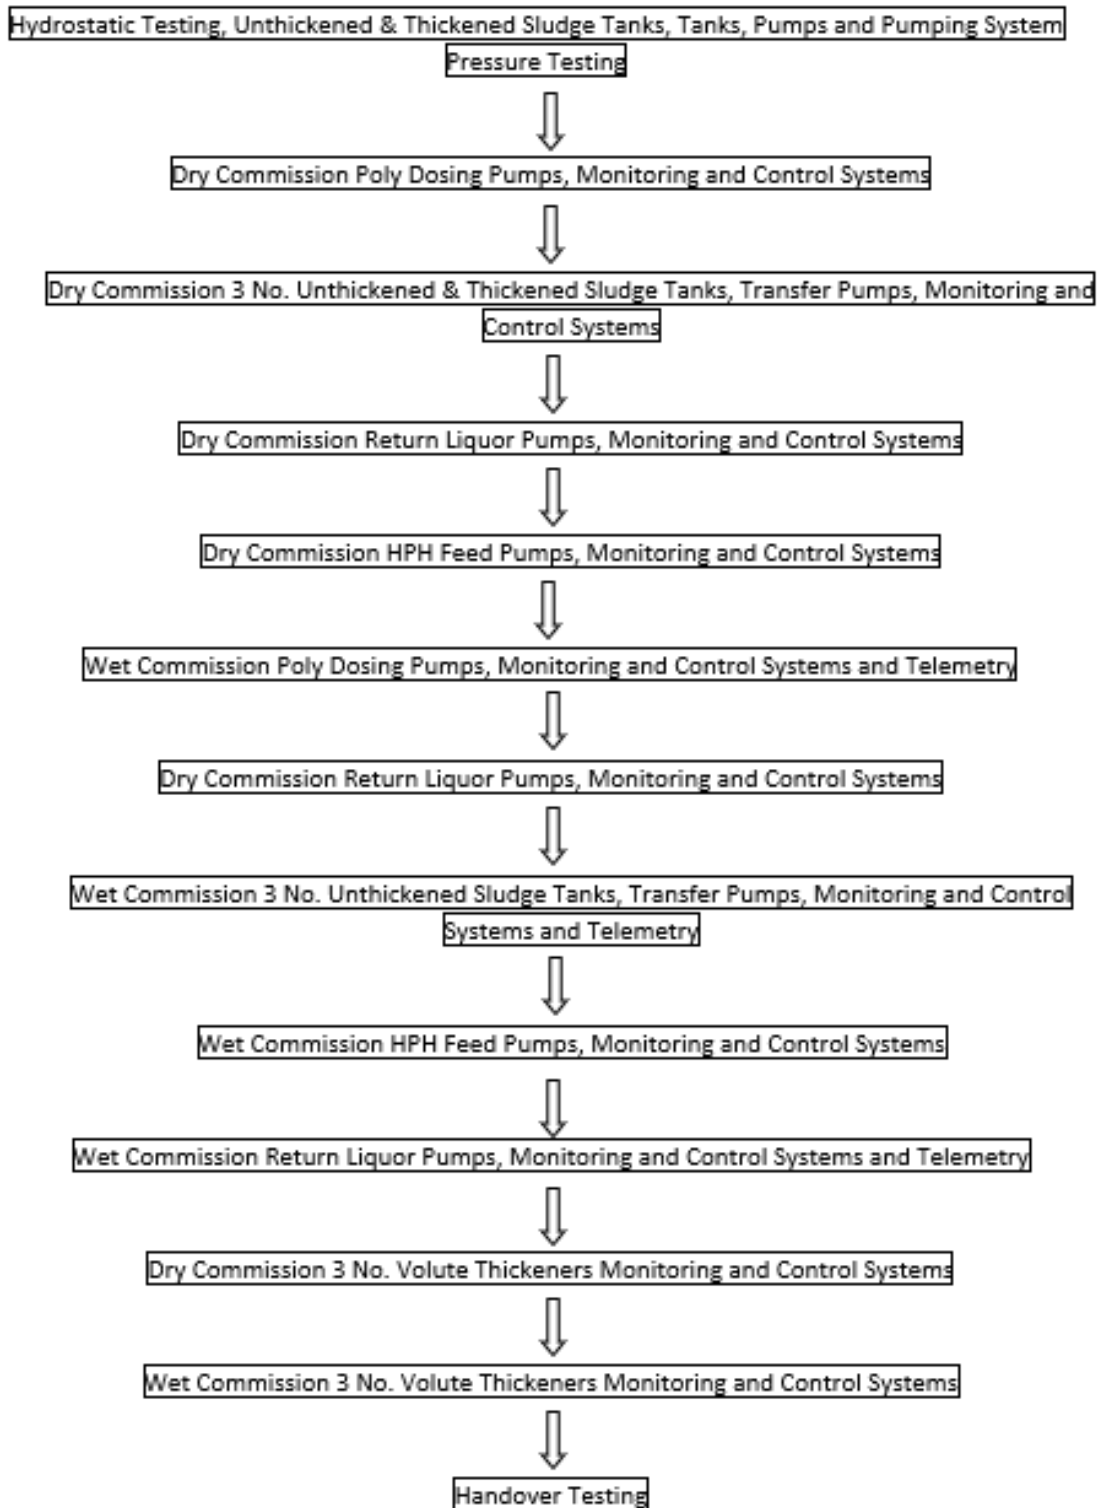 Hydrostatic Testing, Unthickened & Thickened Sludge Tanks, Tanks, Pumps and Pumping System
Pressure Testing
Dry Commission Poly Dosing Pumps, Monitoring and Control Systems
Dry Commission 3 No. Unthickened & Thickened Sludge Tanks, Transfer Pumps, Monitoring and
Control Systems
Dry Commission Return Liquor Pumps, Monitoring and Control Systems
Dry Commission HPH Feed Pumps, Monitoring and Control Systems
Wet Commission Poly Dosing Pumps, Monitoring and Control Systems and Telemetry
Dry Commission Return Liquor Pumps, Monitoring and Control Systems
Wet Commission 3 No. Unthickened Sludge Tanks, Transfer Pumps, Monitoring and Control
Systems and Telemetry
Wet Commission HPH Feed Pumps, Monitoring and Control Systems
Wet Commission Return Liquor Pumps, Monitoring and Control Systems and Telemetry
Dry Commission 3 No. Volute Thickeners Monitoring and Control Systems
Wet Commission 3 No. Volute Thickeners Monitoring and Control Systems
Handover Testing